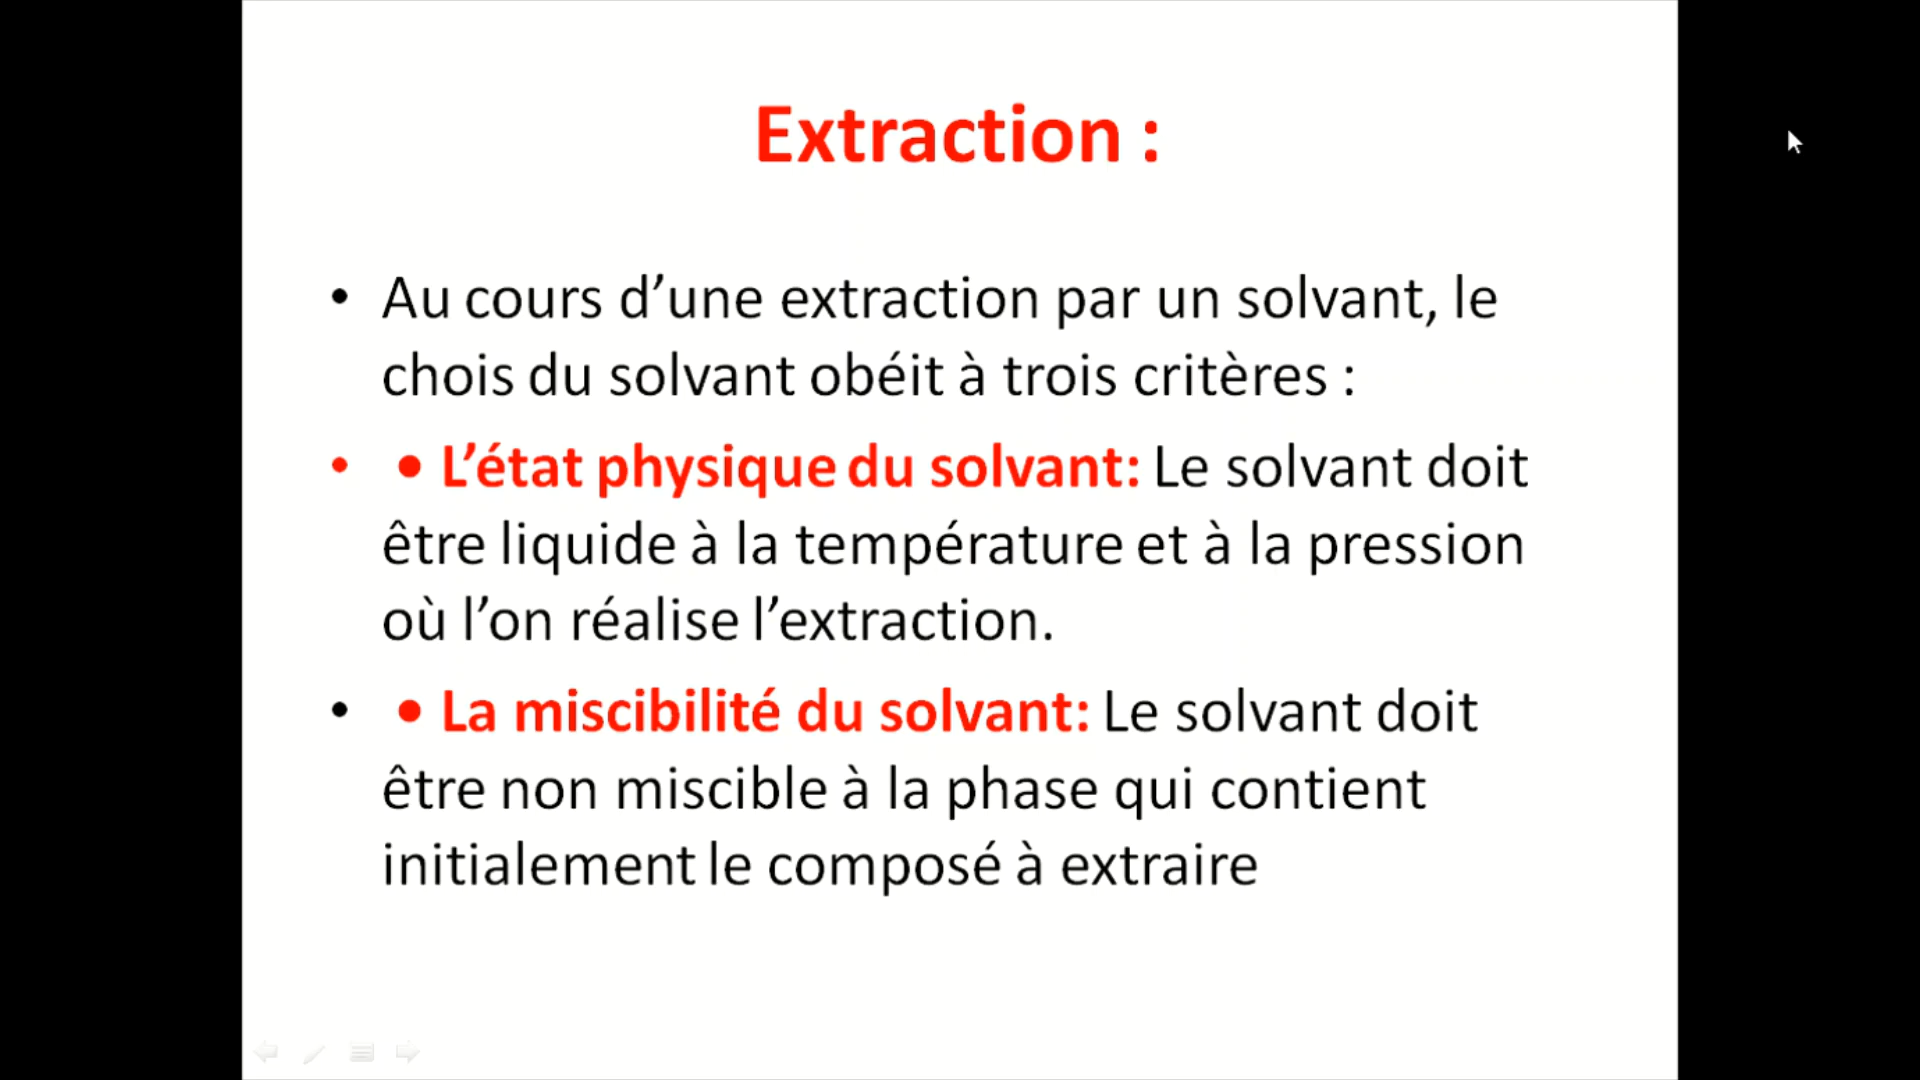 Extraction :
• Au cours d’une extraction par un solvant, le
chois du solvant obéit à trois critères :
• • L’état physique du solvant: Le solvant doit
être liquide à la température et à la pression
où l’on réalise l’extraction.
• • La miscibilité du solvant: Le solvant doit
être non miscible à la phase qui contient
initialement le composé à extraire